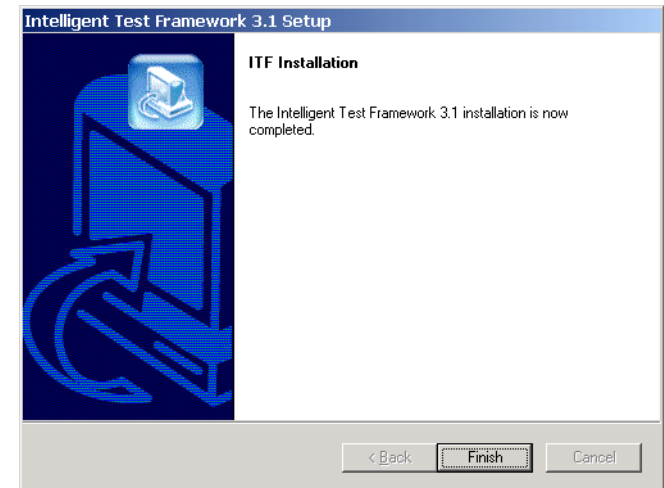 Intelligent Test Framework 3.1 Setup
ITF Installation
The Intelligent Test Framework 3.1 installation is now
completed.
< Back
Finish
Cancel